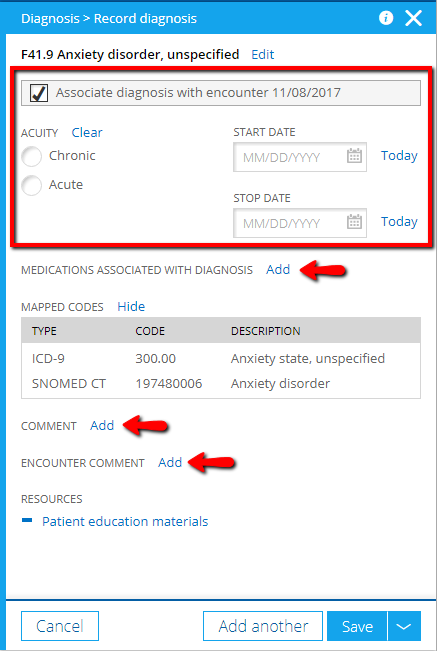 Diagnosis > Record diagnosis
F41.9 Anxiety disorder, unspecified Edit
Associate diagnosis with encounter 11/08/2017
ACUITY Clear
Chronic
Acute
START DATE
MM/DD/YYYY Today
STOP DATE
MM/DD/YYYY Today
MEDICATIONS ASSOCIATED WITH DIAGNOSIS Add
MAPPED CODES Hide
TYPE CODE DESCRIPTION
ICD-9 300.00 Anxiety state, unspecified
SNOMED CT 197480006 Anxiety disorder
COMMENT Add
ENCOUNTER COMMENT Add
RESOURCES
Patient education materials
Cancel Add another Save